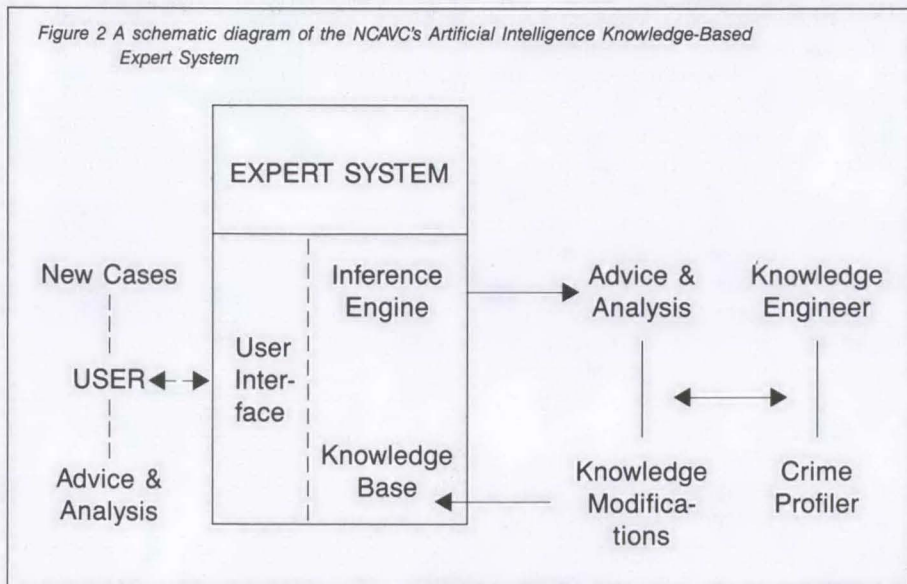 Figure 2 A schematic diagram of the NCAVC's Artificial Intelligence Knowledge-Based
Expert System
EXPERT SYSTEM
New Cases
USER
Advice &
Analysis
User
Inter-
face
Inference
Engine
Knowledge
Base
Advice &
Analysis
Knowledge
Modifica-
tions
Knowledge
Engineer
Crime
Profiler